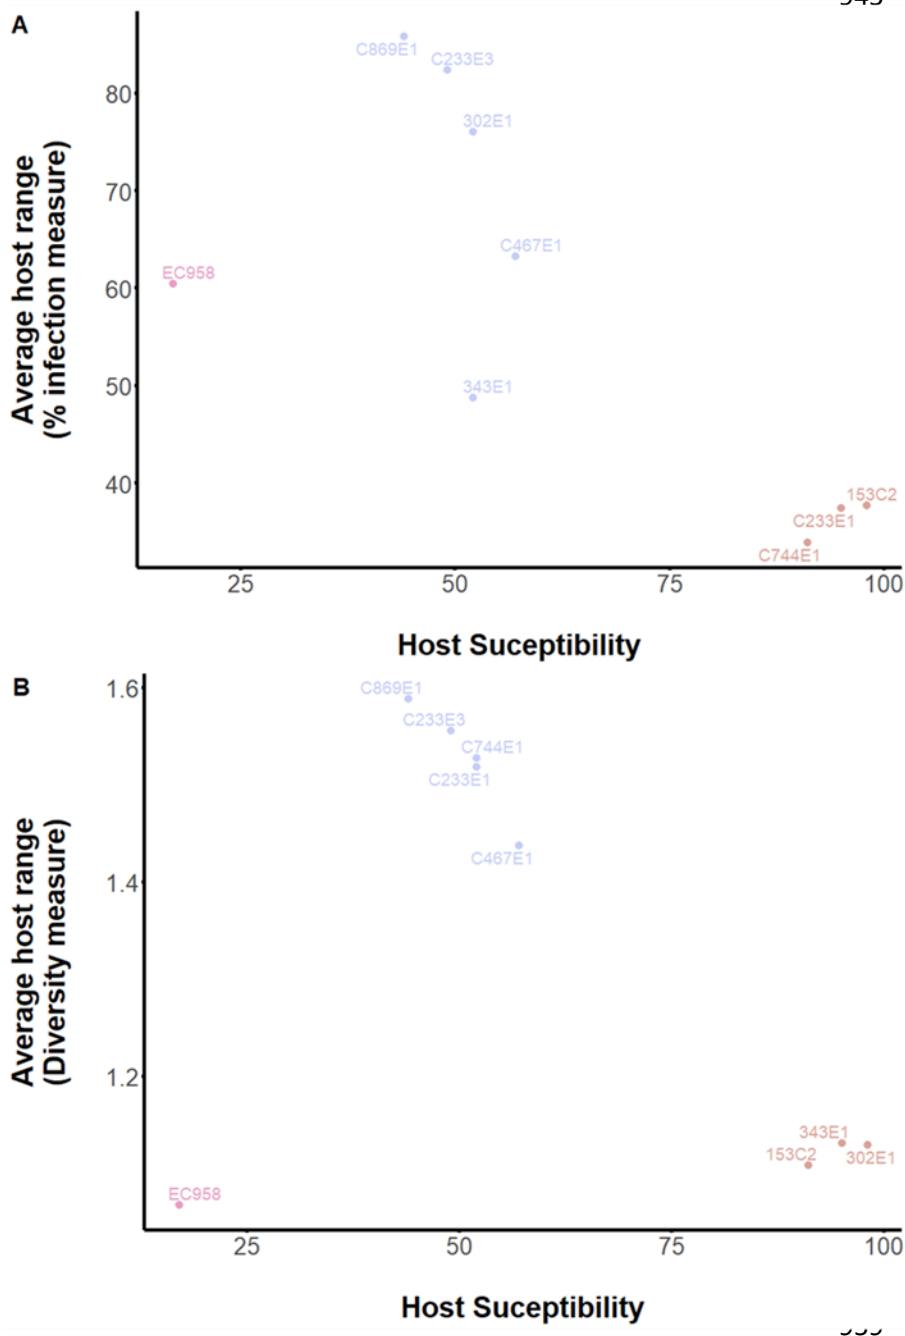 A
C869E1
C233E3
80
302E1
70
C467E1
EC958
60
50
343E1
40
153C2
C233E1
C744E1
25 50 75 100
Average host range
(% infection measure)
Host Suceptibility
B
1.6
C869E1
C233E3
C744E1
C233E1
C467E1
1.4
1.2
343E1
153C2
302E1
EC958
25 50 75 100
Average host range
(Diversity measure)
Host Suceptibility